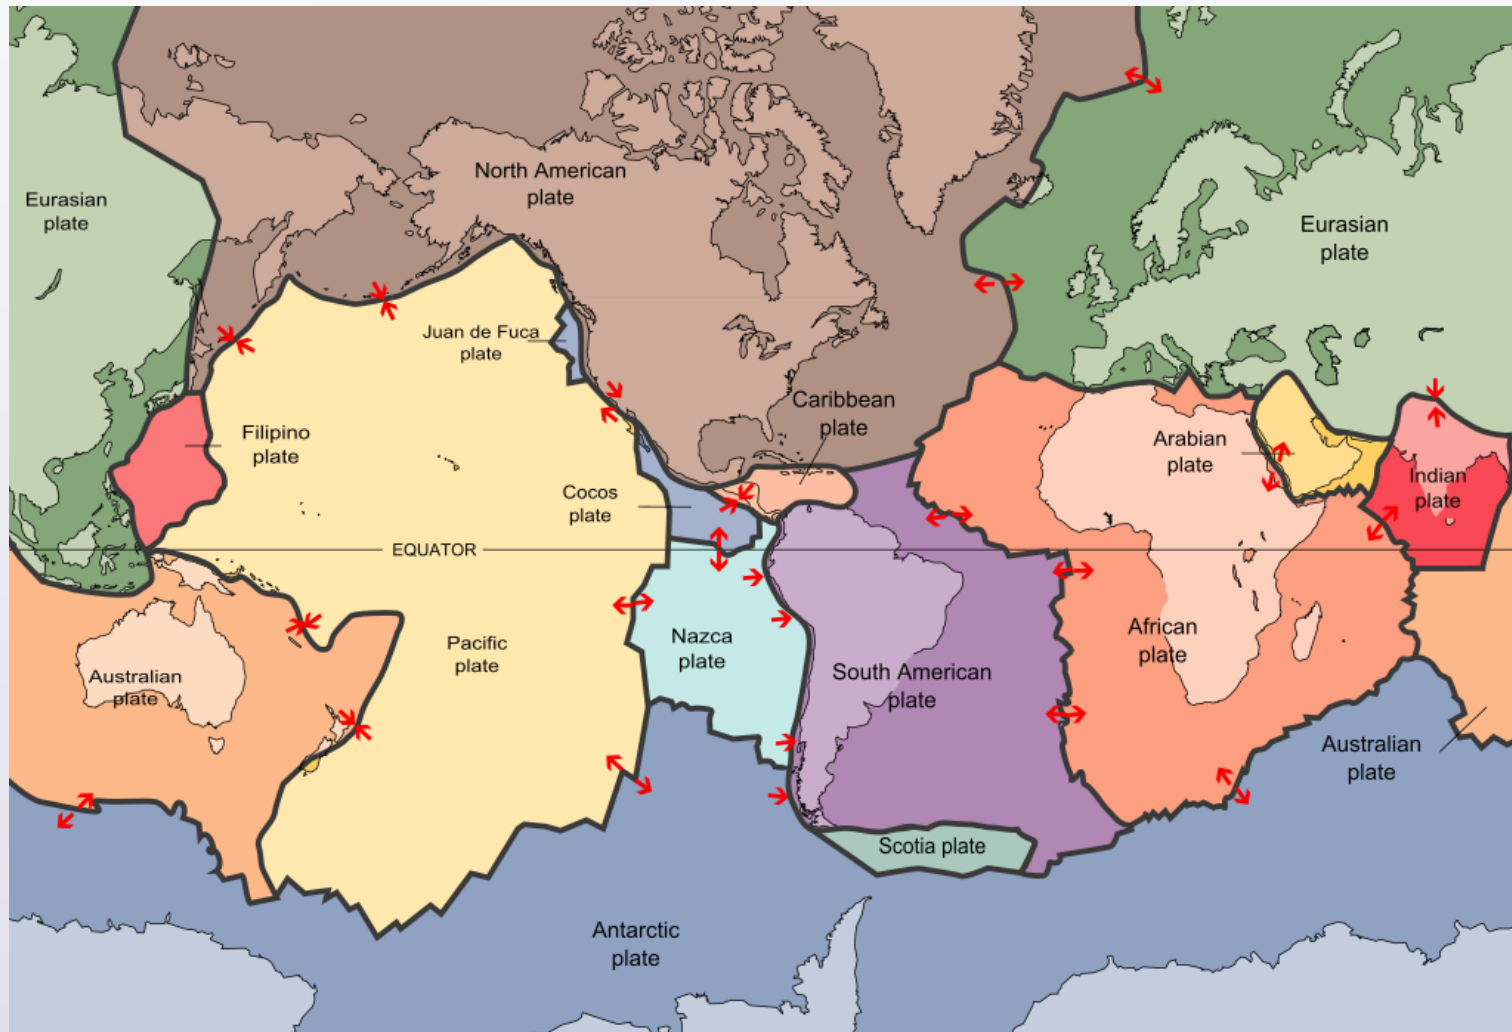 North American
plate
Eurasian
plate
Eurasian
plate
Juan de Fuca
plate
Caribbean
plate
Filipino
plate
Arabian
plate
Indian
plate
Cocos
plate
EQUATOR
Nazca
plate
African
plate
Pacific
plate
South American
plate
Australian
plate
Australian
plate
Scotia plate
Antarctic
plate